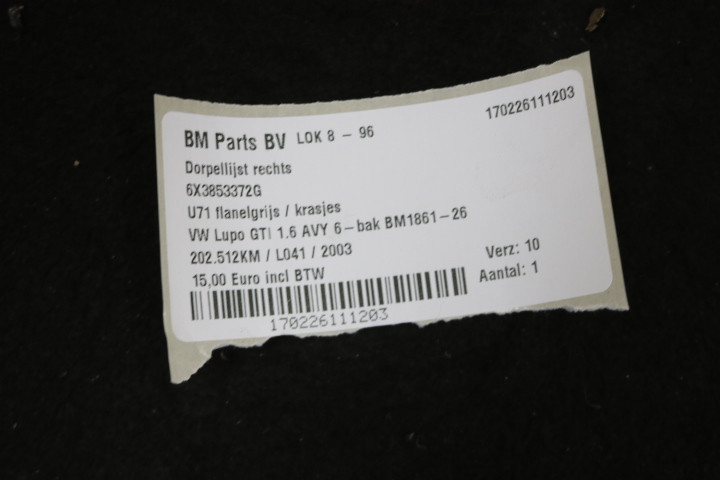 BM Parts BV LOK 8 - 96
170226111203
Dorpellijst rechts
6X3853372G
U71 flanelgrijs / krasjes
VW Lupo GTI 1.6 AVY 6-bak BM1861-26
202.512KM / L041 / 2003
Verz: 10
15,00 Euro incl BTW
Aantal: 1
170226111203